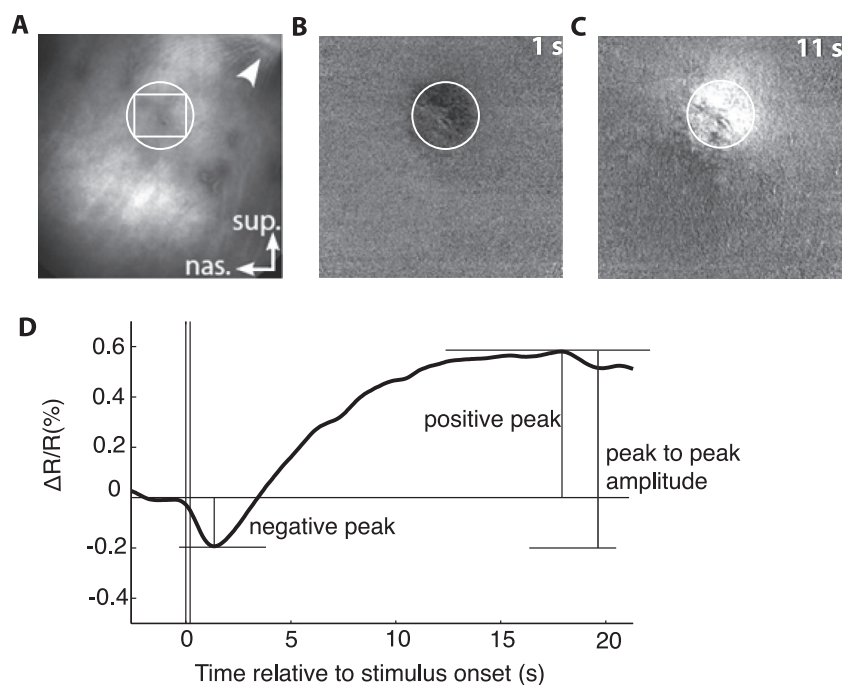 A
B
C
1 s
11 s
sup.
nas.
D
0.6
0.4
0.2
0
-0.2
-0.4
ΔR/R(%)
positive peak
peak to peak
amplitude
negative peak
0
5
10
15
20
Time relative to stimulus onset (s)